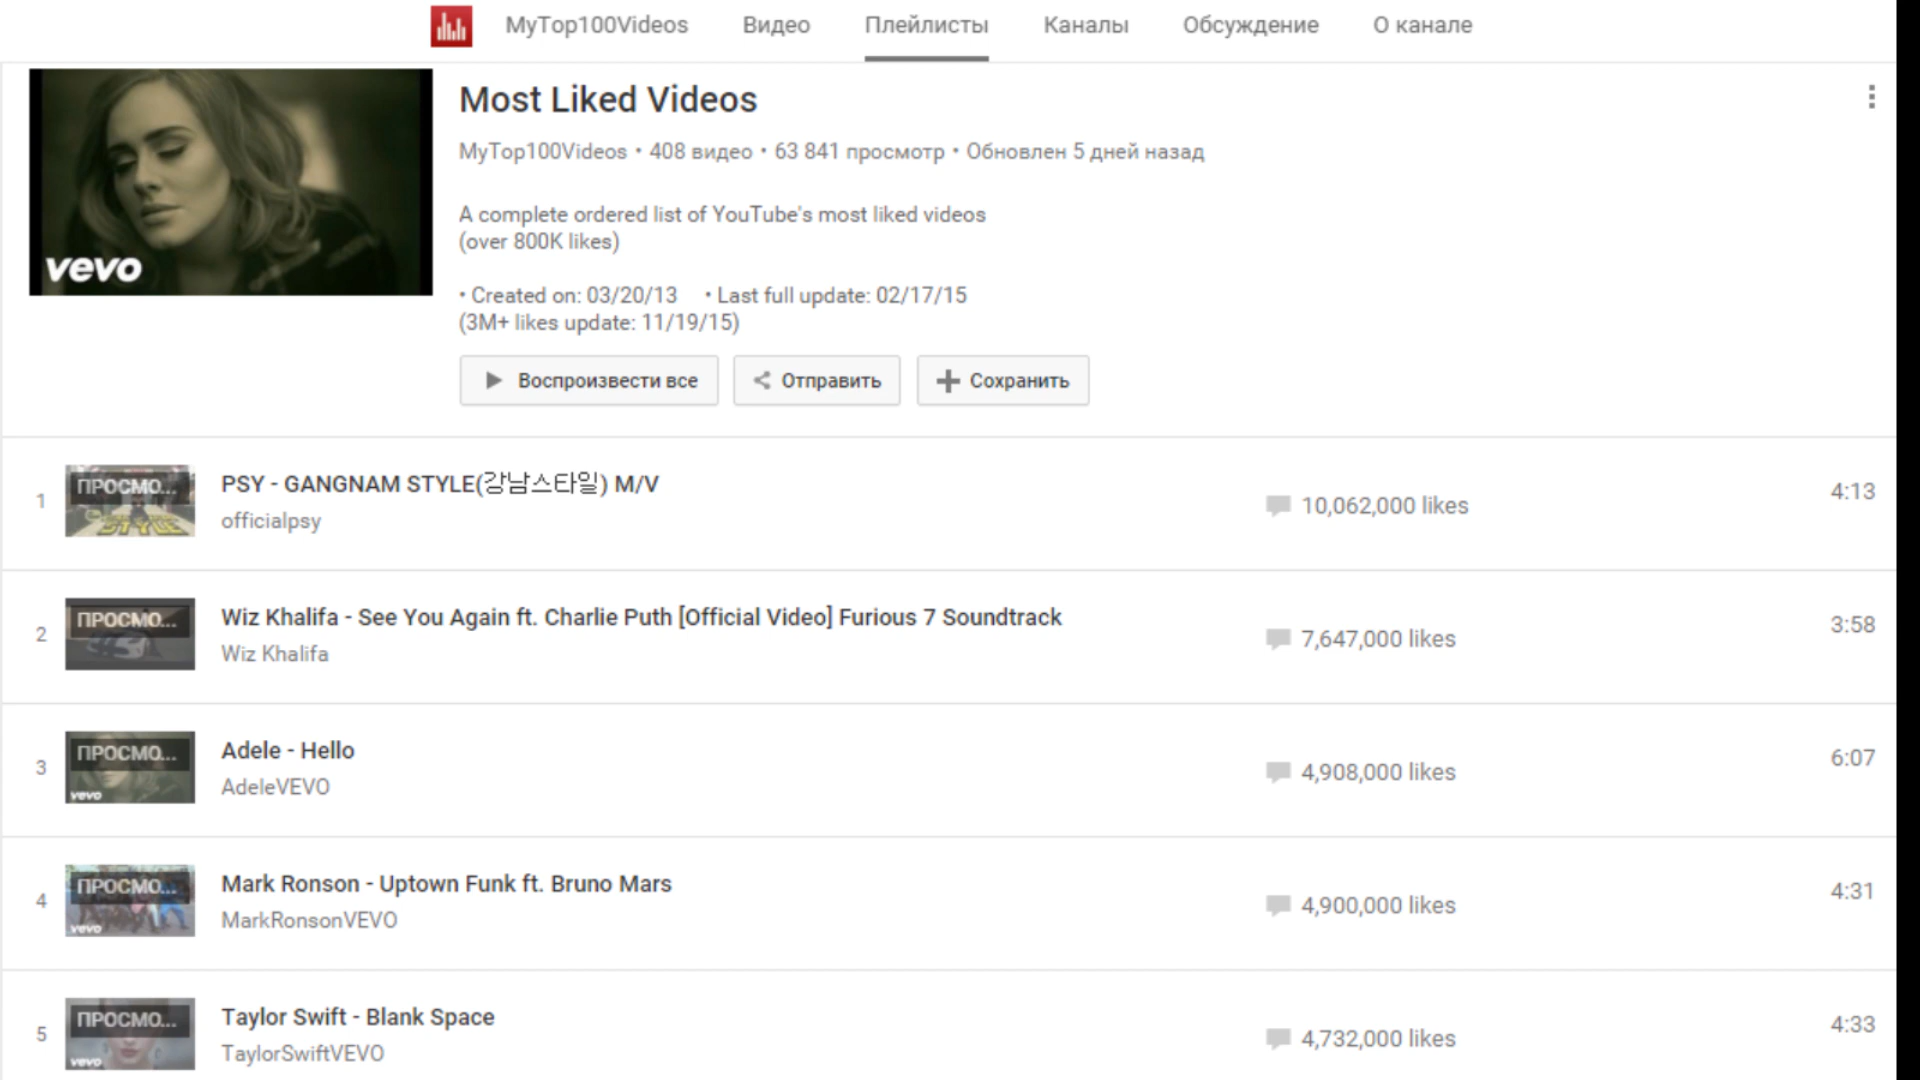 MyTop100Videos Видео Плейлисты Каналы Обсуждение О канале
vevo
Most Liked Videos
MyTop100Videos • 408 видео • 63 841 просмотр • Обновлен 5 дней назад
A complete ordered list of YouTube's most liked videos
(over 800K likes)
• Created on: 03/20/13 • Last full update: 02/17/15
(3M+ likes update: 11/19/15)
Воспроизвести все Отправить Сохранить
1 ПРОСМО... PSY - GANGNAM STYLE(강남스타일) M/V 4:13
STYLE officialpsy 10,062,000 likes
2 ПРОСМО... Wiz Khalifa - See You Again ft. Charlie Puth [Official Video] Furious 7 Soundtrack 3:58
Wiz Khalifa 7,647,000 likes
3 ПРОСМО... Adele - Hello 6:07
vevo AdeleVEVO 4,908,000 likes
4 ПРОСМО... Mark Ronson - Uptown Funk ft. Bruno Mars 4:31
vevo MarkRonsonVEVO 4,900,000 likes
5 ПРОСМО... Taylor Swift - Blank Space 4:33
vevo TaylorSwiftVEVO 4,732,000 likes